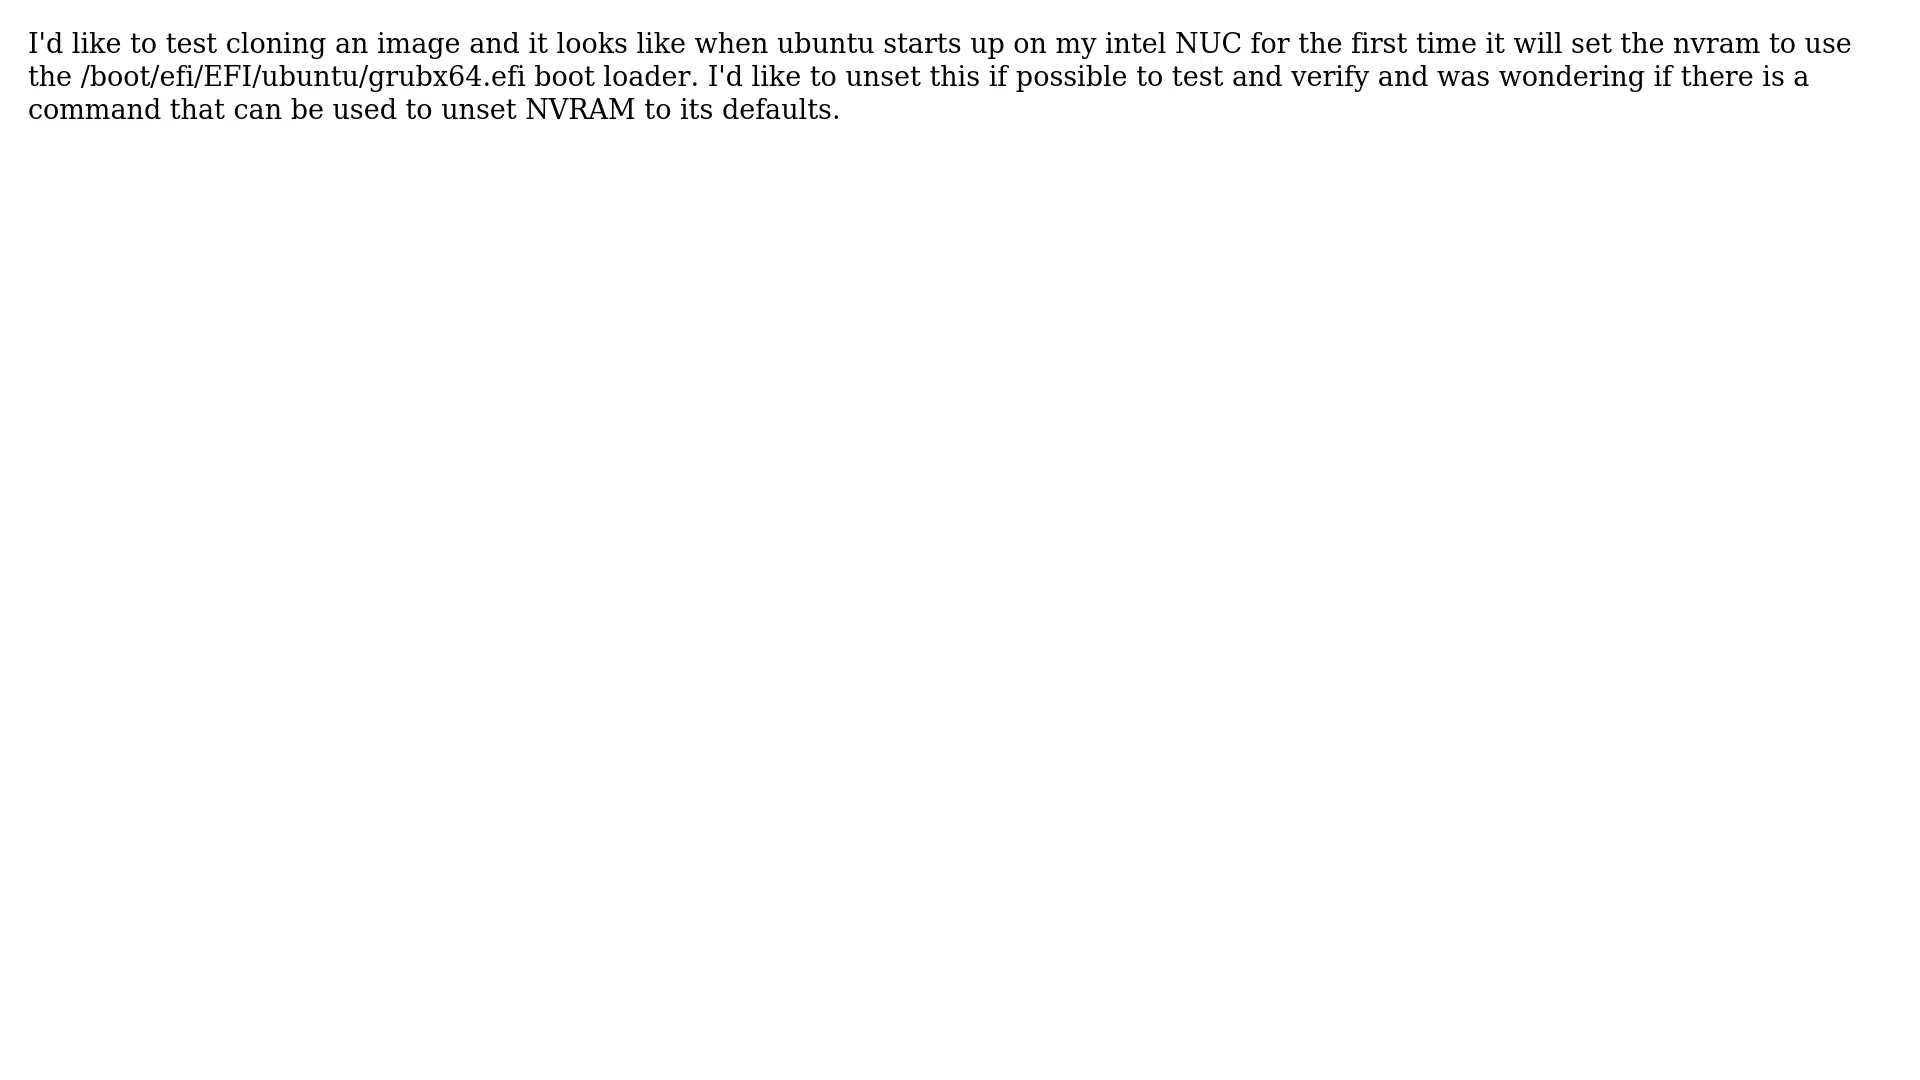 I'd like to test cloning an image and it looks like when ubuntu starts up on my intel NUC for the first time it will set the nvram to use
the /boot/efi/EFI/ubuntu/grubx64.efi boot loader. I'd like to unset this if possible to test and verify and was wondering if there is a
command that can be used to unset NVRAM to its defaults.